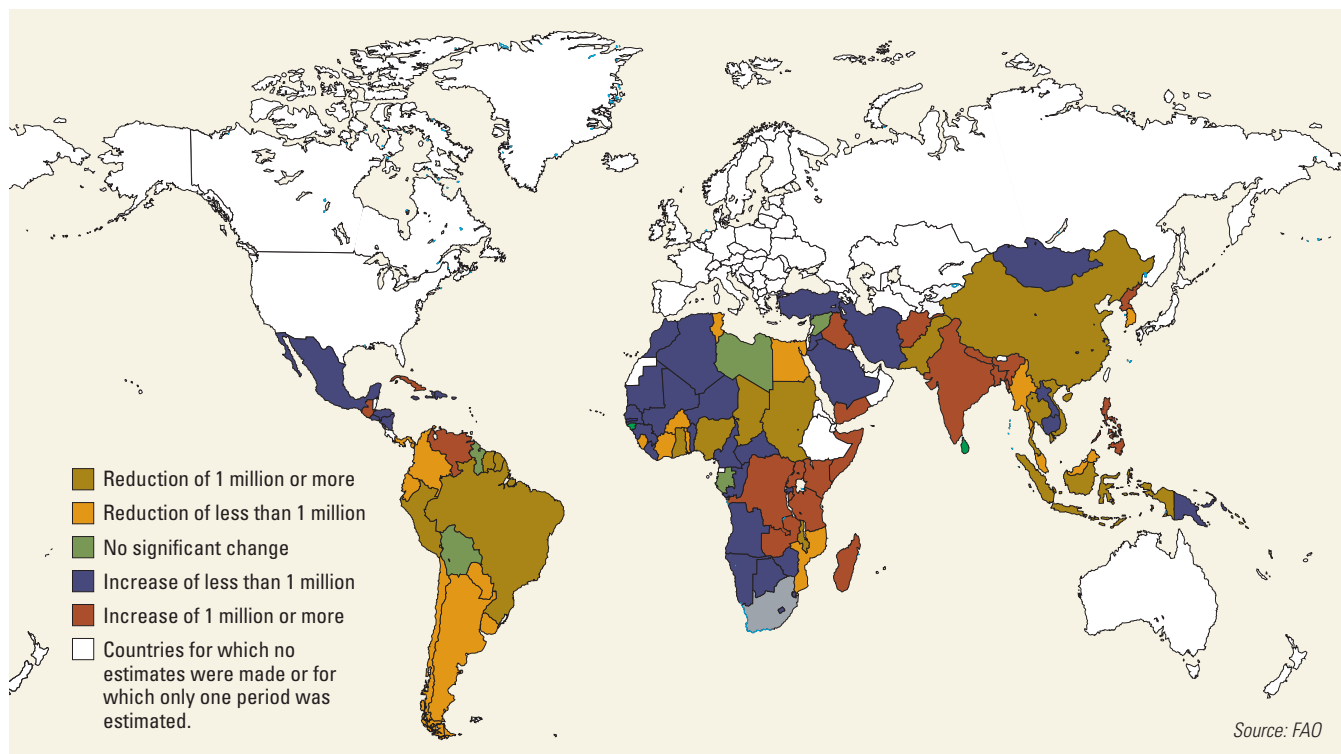 Reduction of 1 million or more
Reduction of less than 1 million
No significant change
Increase of less than 1 million
Increase of 1 million or more
Countries for which no
estimates were made or for
which only one period was
estimated.
Source: FAO